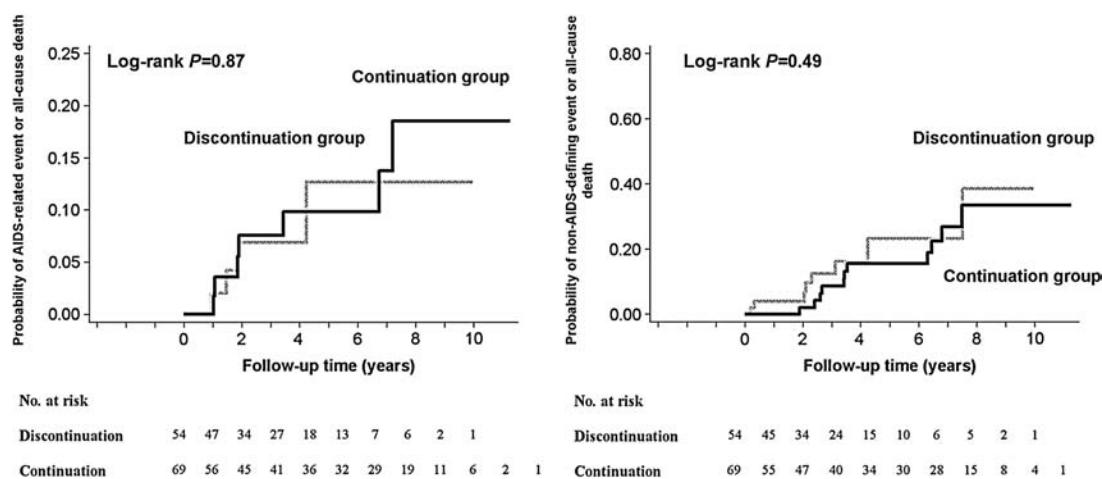 Probability of AIDS-related event or all-cause death
0.25
0.20
0.15
0.10
0.05
0.00
Log-rank P=0.87
Continuation group
Discontinuation group
0 2 4 6 8 10
Follow-up time (years)
No. at risk
Discontinuation 54 47 34 27 18 13 7 6 2 1
Continuation 69 56 45 41 36 32 29 19 11 6 2 1
Probability of non-AIDS-defining event or all-cause
death
0.80
0.60
0.40
0.20
0.00
Log-rank P=0.49
Discontinuation group
Continuation group
0 2 4 6 8 10
Follow-up time (years)
No. at risk
Discontinuation 54 45 34 24 15 10 6 5 2 1
Continuation 69 55 47 40 34 30 28 15 8 4 1